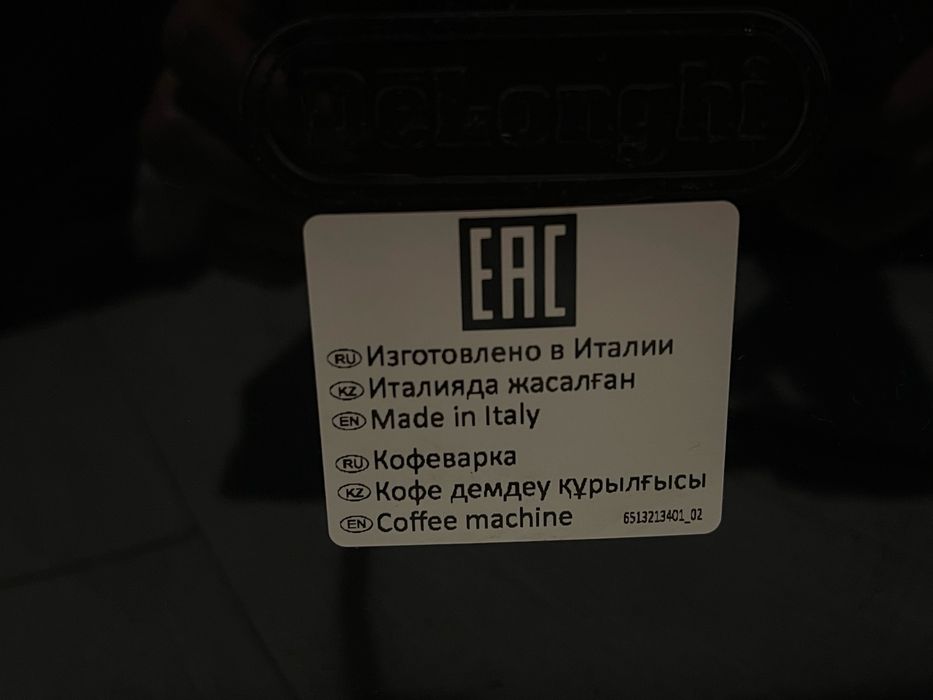 DeLonghi
EAC
RU Изготовлено в Италии
KZ Италияда жасалған
EN Made in Italy
RU Кофеварка
KZ Кофе демдеу құрылғысы
EN Coffee machine
6513213401_02